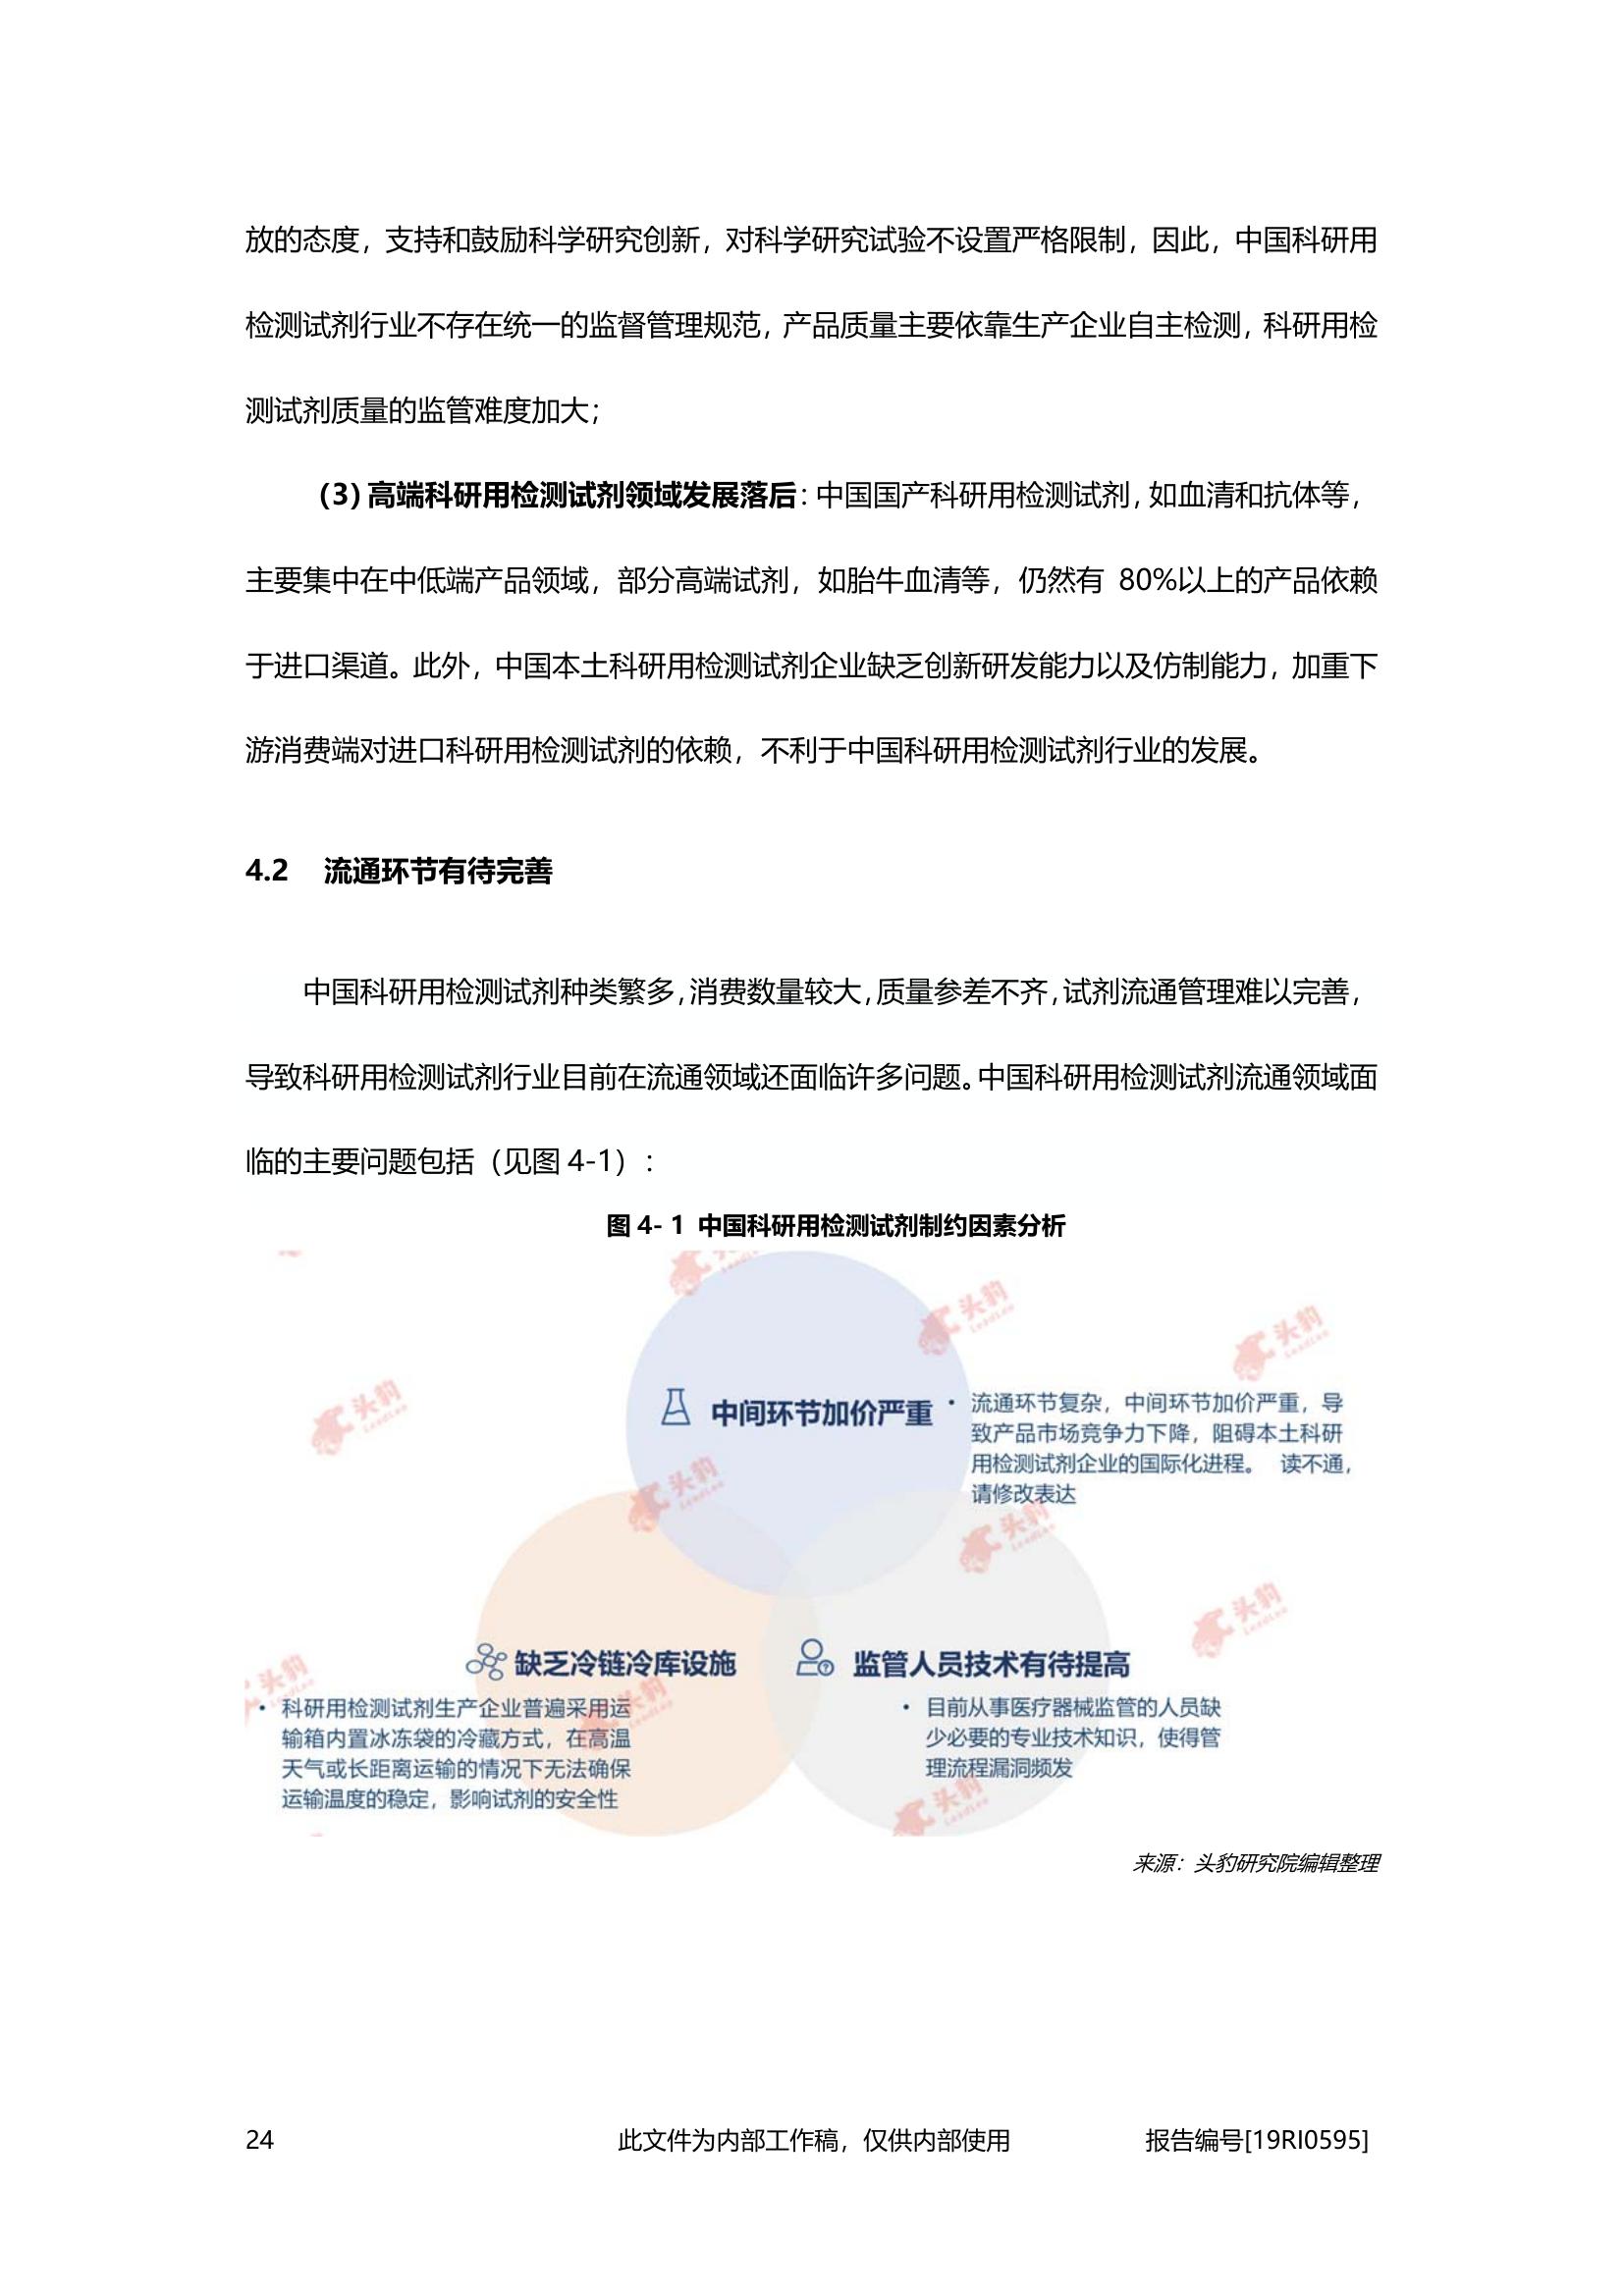 放的态度，支持和鼓励科学研究创新，对科学研究试验不设置严格限制，因此，中国科研用
检测试剂行业不存在统一的监督管理规范，产品质量主要依靠生产企业自主检测，科研用检
测试剂质量的监管难度加大；
（3）高端科研用检测试剂领域发展落后：中国国产科研用检测试剂，如血清和抗体等，
主要集中在中低端产品领域，部分高端试剂，如胎牛血清等，仍然有 80%以上的产品依赖
于进口渠道。此外，中国本土科研用检测试剂企业缺乏创新研发能力以及仿制能力，加重下
游消费端对进口科研用检测试剂的依赖，不利于中国科研用检测试剂行业的发展。
4.2 流通环节有待完善
中国科研用检测试剂种类繁多，消费数量较大，质量参差不齐，试剂流通管理难以完善，
导致科研用检测试剂行业目前在流通领域还面临许多问题。中国科研用检测试剂流通领域面
临的主要问题包括（见图 4-1）：
图 4- 1 中国科研用检测试剂制约因素分析
中间环节加价严重
• 流通环节复杂，中间环节加价严重，导
致产品市场竞争力下降，阻碍本土科研
用检测试剂企业的国际化进程。 读不通，
请修改表达
缺乏冷链冷库设施
• 科研用检测试剂生产企业普遍采用运
输箱内置冰冻袋的冷藏方式，在高温
天气或长距离运输的情况下无法确保
运输温度的稳定，影响试剂的安全性
监管人员技术有待提高
• 目前从事医疗器械监管的人员缺
少必要的专业技术知识，使得管
理流程漏洞频发
头豹
LeadLeo
头豹
LeadLeo
头豹
LeadLeo
头豹
LeadLeo
头豹
LeadLeo
头豹
LeadLeo
头豹
头豹
头豹
LeadLeo
来源：头豹研究院编辑整理
24 此文件为内部工作稿，仅供内部使用 报告编号[19RI0595]